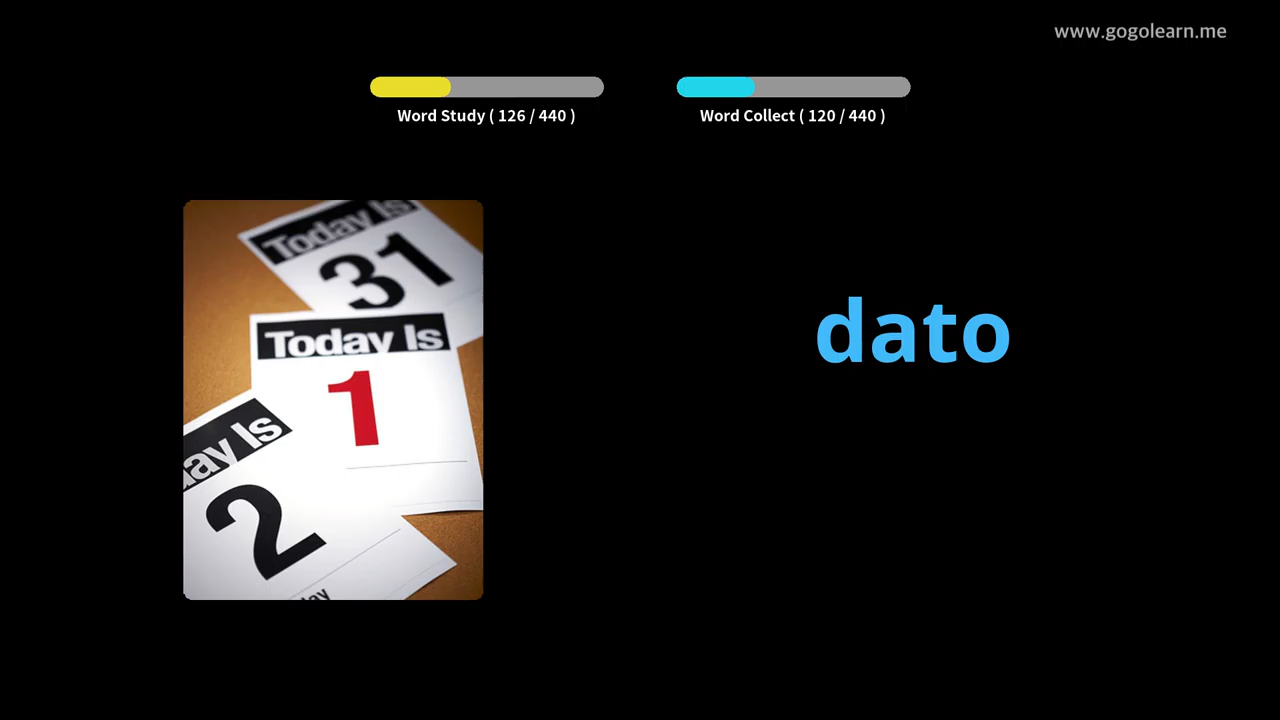 www.gogolearn.me
Word Study ( 126 / 440 )
Word Collect ( 120 / 440 )
Today Is
31
Today Is
1
ay Is
2
ay
dato